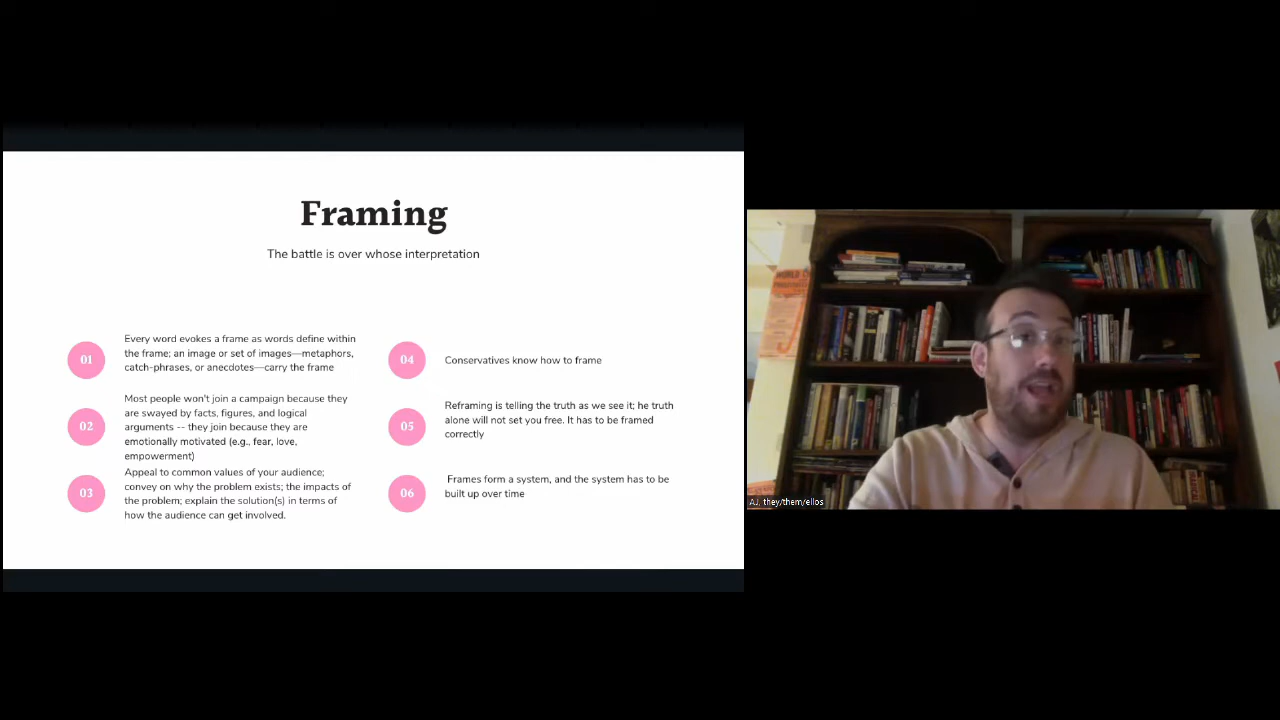 Framing
The battle is over whose interpretation
01
Every word evokes a frame as words define within
the frame; an image or set of images—metaphors,
catch-phrases, or anecdotes—carry the frame
02
Most people won't join a campaign because they
are swayed by facts, figures, and logical
arguments -- they join because they are
emotionally motivated (e.g., fear, love,
empowerment)
03
Appeal to common values of your audience;
convey on why the problem exists; the impacts of
the problem; explain the solution(s) in terms of
how the audience can get involved.
04
Conservatives know how to frame
05
Reframing is telling the truth as we see it; he truth
alone will not set you free. It has to be framed
correctly
06
Frames form a system, and the system has to be
built up over time
WORLD
AJ, they/them/ellos